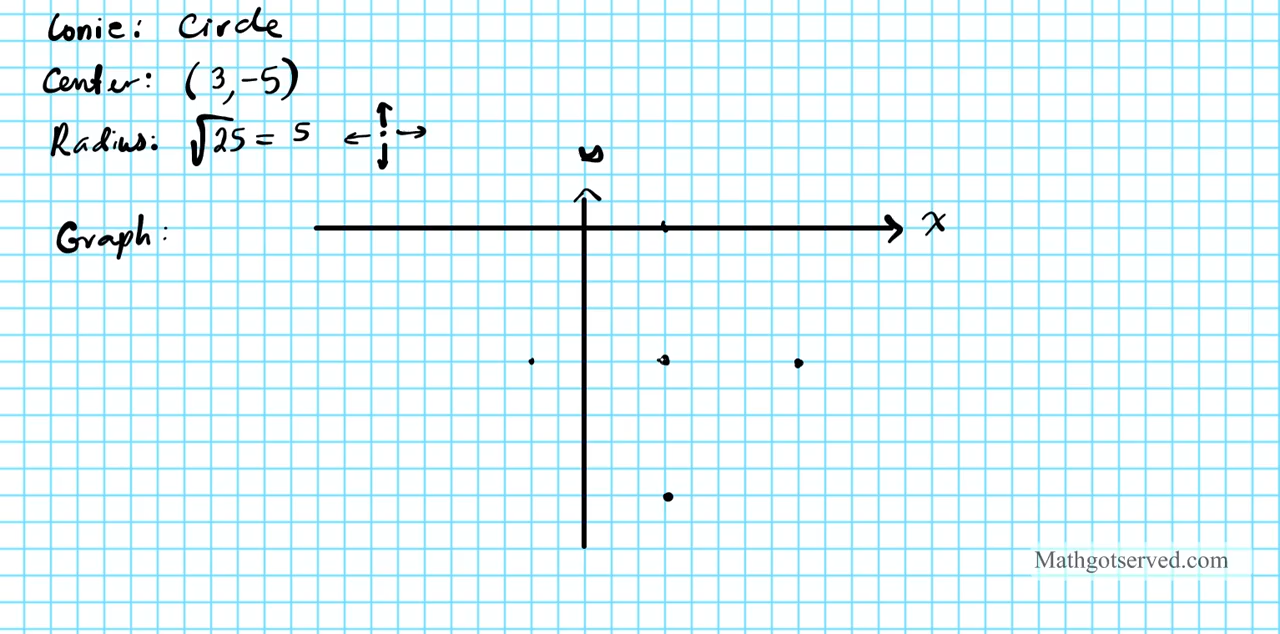 Conic: Circle
Center: (3,-5)
Radius: √25 = 5
Graph:
y
x
Mathgotserved.com